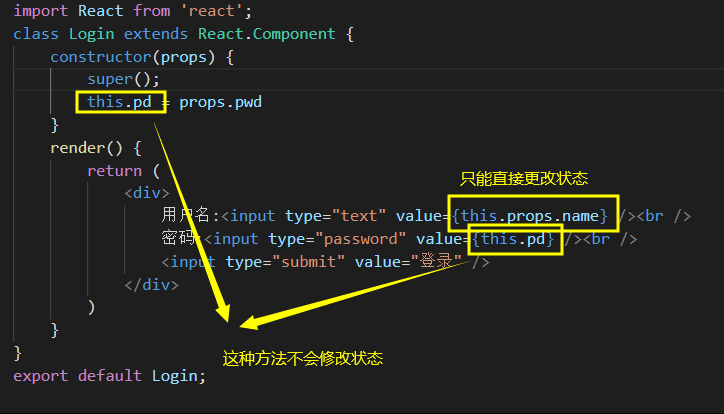 import React from 'react';
class Login extends React.Component {
constructor(props) {
super();
this.pd = props.pwd
}
render() {
return (
只能直接更改状态
<div>
用户名:<input type="text" value={this.props.name} /><br />
密码:<input type="password" value={this.pd} /><br />
<input type="submit" value="登录" />
</div>
)
}
这种方法不会修改状态
}
export default Login;